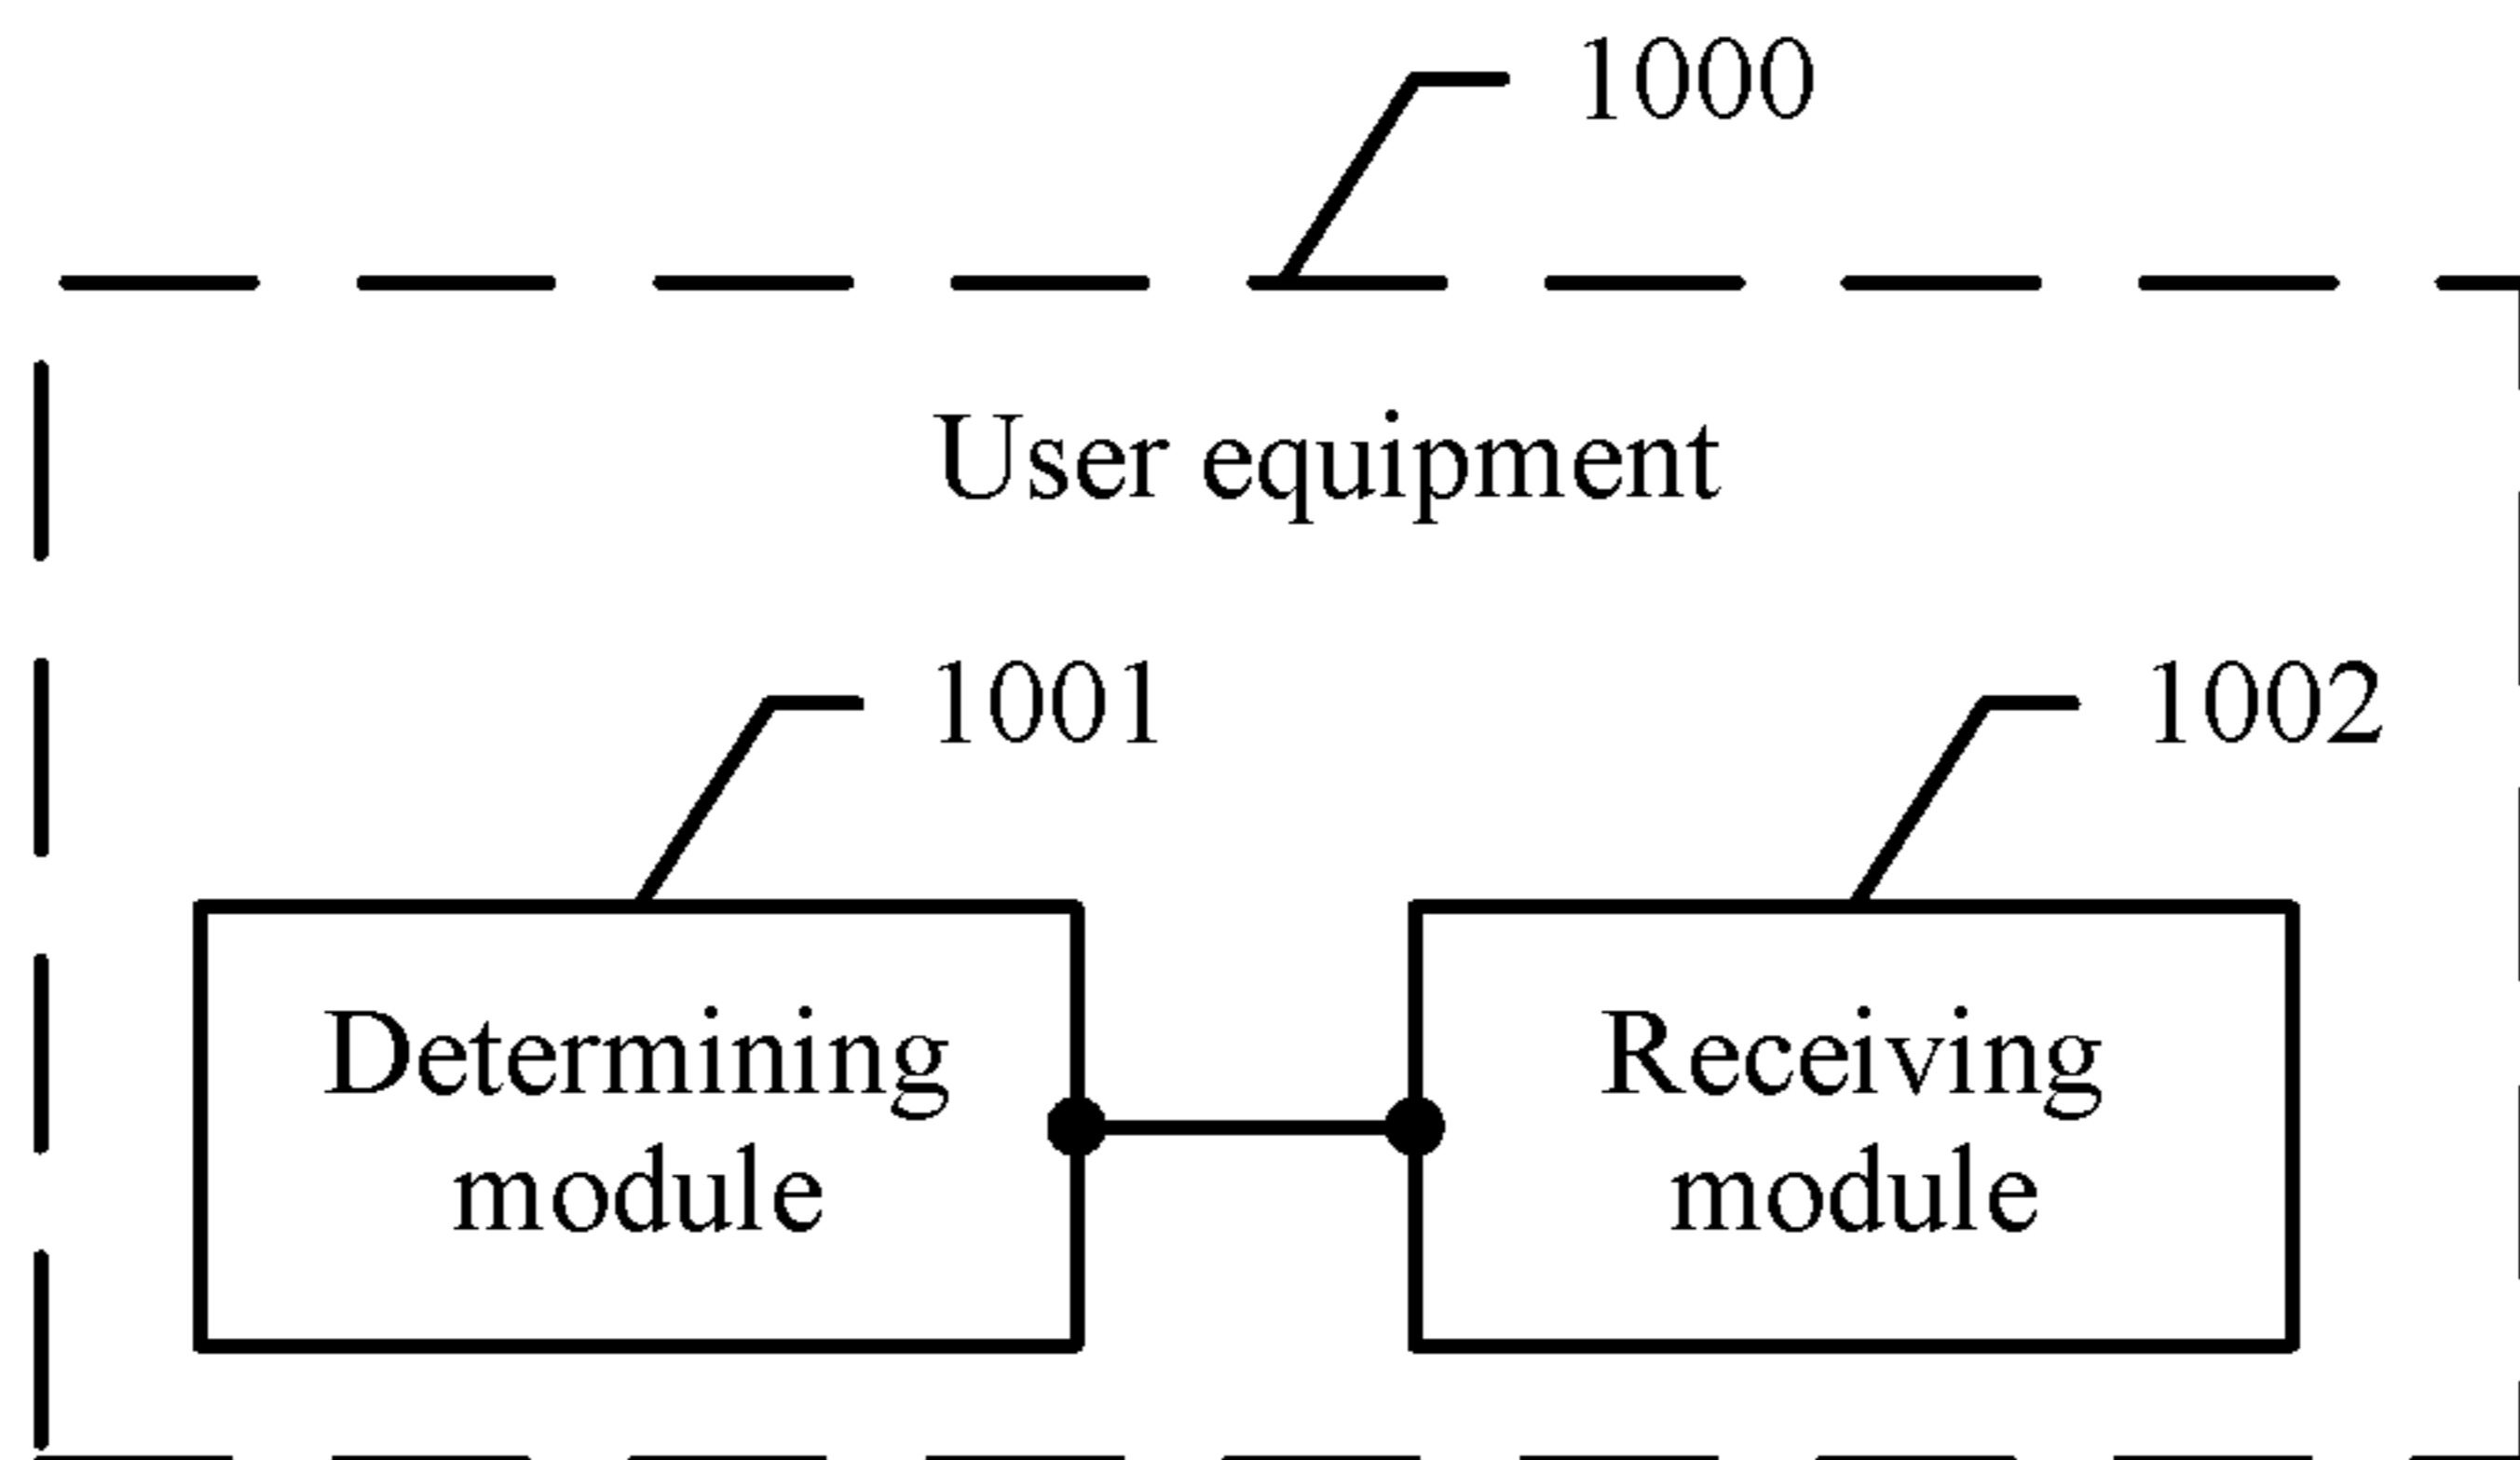 1000
User equipment
1001
1002
Determining
module
Receiving
module